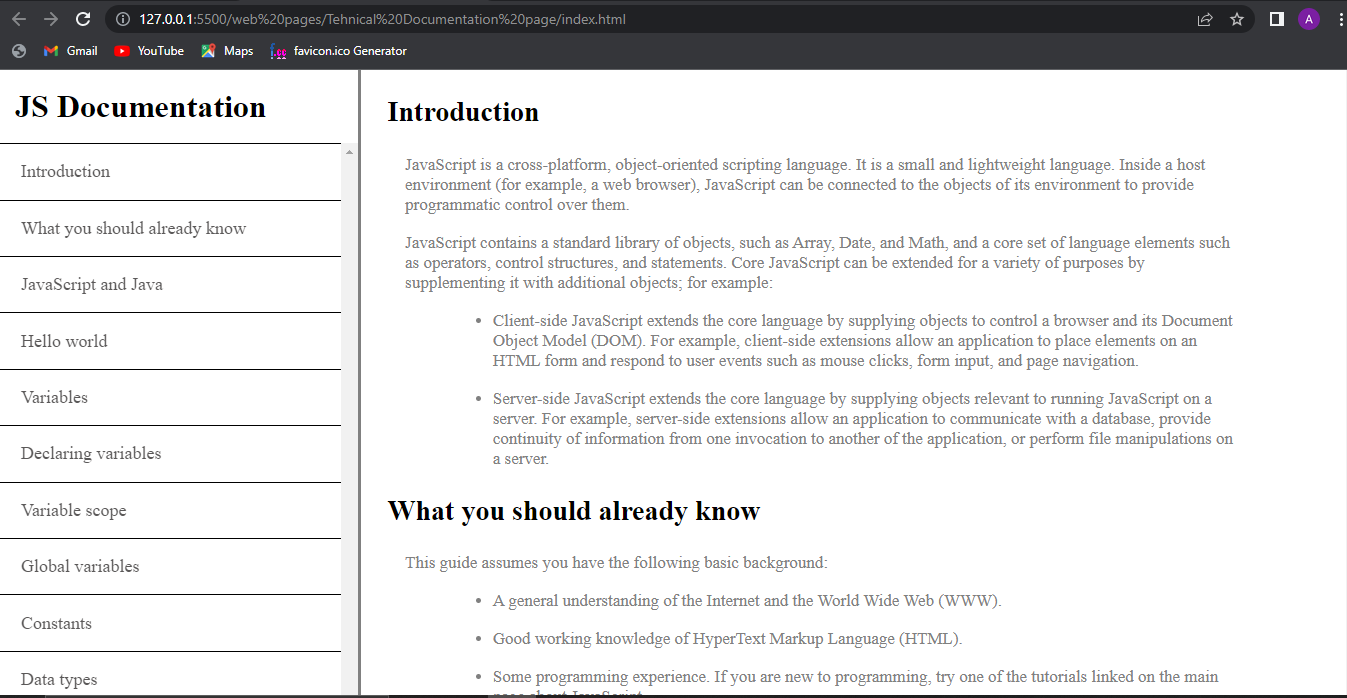 127.0.0.1:5500/web%20pages/Tehnical%20Documentation%20page/index.html
A
Gmail
YouTube
Maps
favicon.ico Generator
JS Documentation
Introduction
What you should already know
JavaScript and Java
Hello world
Variables
Declaring variables
Variable scope
Global variables
Constants
Data types
Introduction
JavaScript is a cross-platform, object-oriented scripting language. It is a small and lightweight language. Inside a host
environment (for example, a web browser), JavaScript can be connected to the objects of its environment to provide
programmatic control over them.
JavaScript contains a standard library of objects, such as Array, Date, and Math, and a core set of language elements such
as operators, control structures, and statements. Core JavaScript can be extended for a variety of purposes by
supplementing it with additional objects; for example:
• Client-side JavaScript extends the core language by supplying objects to control a browser and its Document
Object Model (DOM). For example, client-side extensions allow an application to place elements on an
HTML form and respond to user events such as mouse clicks, form input, and page navigation.
• Server-side JavaScript extends the core language by supplying objects relevant to running JavaScript on a
server. For example, server-side extensions allow an application to communicate with a database, provide
continuity of information from one invocation to another of the application, or perform file manipulations on
a server.
What you should already know
This guide assumes you have the following basic background:
• A general understanding of the Internet and the World Wide Web (WWW).
• Good working knowledge of HyperText Markup Language (HTML).
• Some programming experience. If you are new to programming, try one of the tutorials linked on the main
page about JavaScript